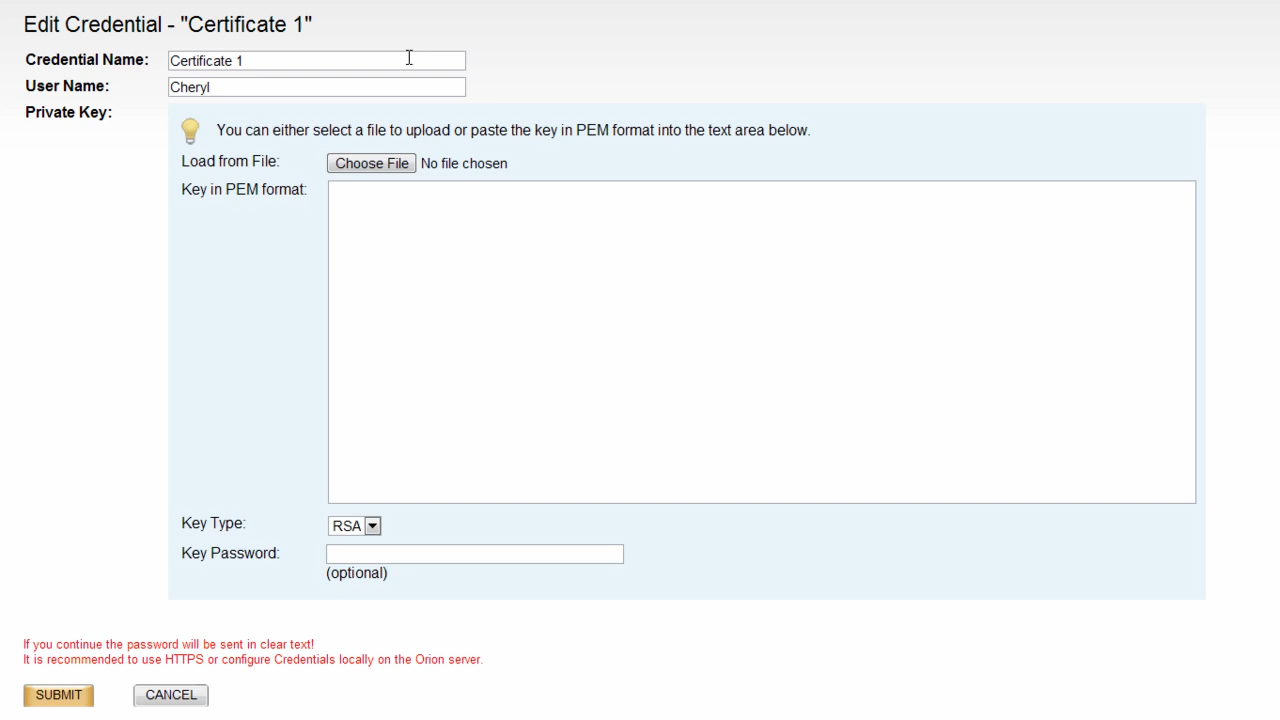 Edit Credential - "Certificate 1"
Credential Name: Certificate 1
User Name: Cheryl
Private Key:
You can either select a file to upload or paste the key in PEM format into the text area below.
Load from File: Choose File No file chosen
Key in PEM format:
Key Type: RSA
Key Password:
(optional)
If you continue the password will be sent in clear text!
It is recommended to use HTTPS or configure Credentials locally on the Orion server.
SUBMIT CANCEL